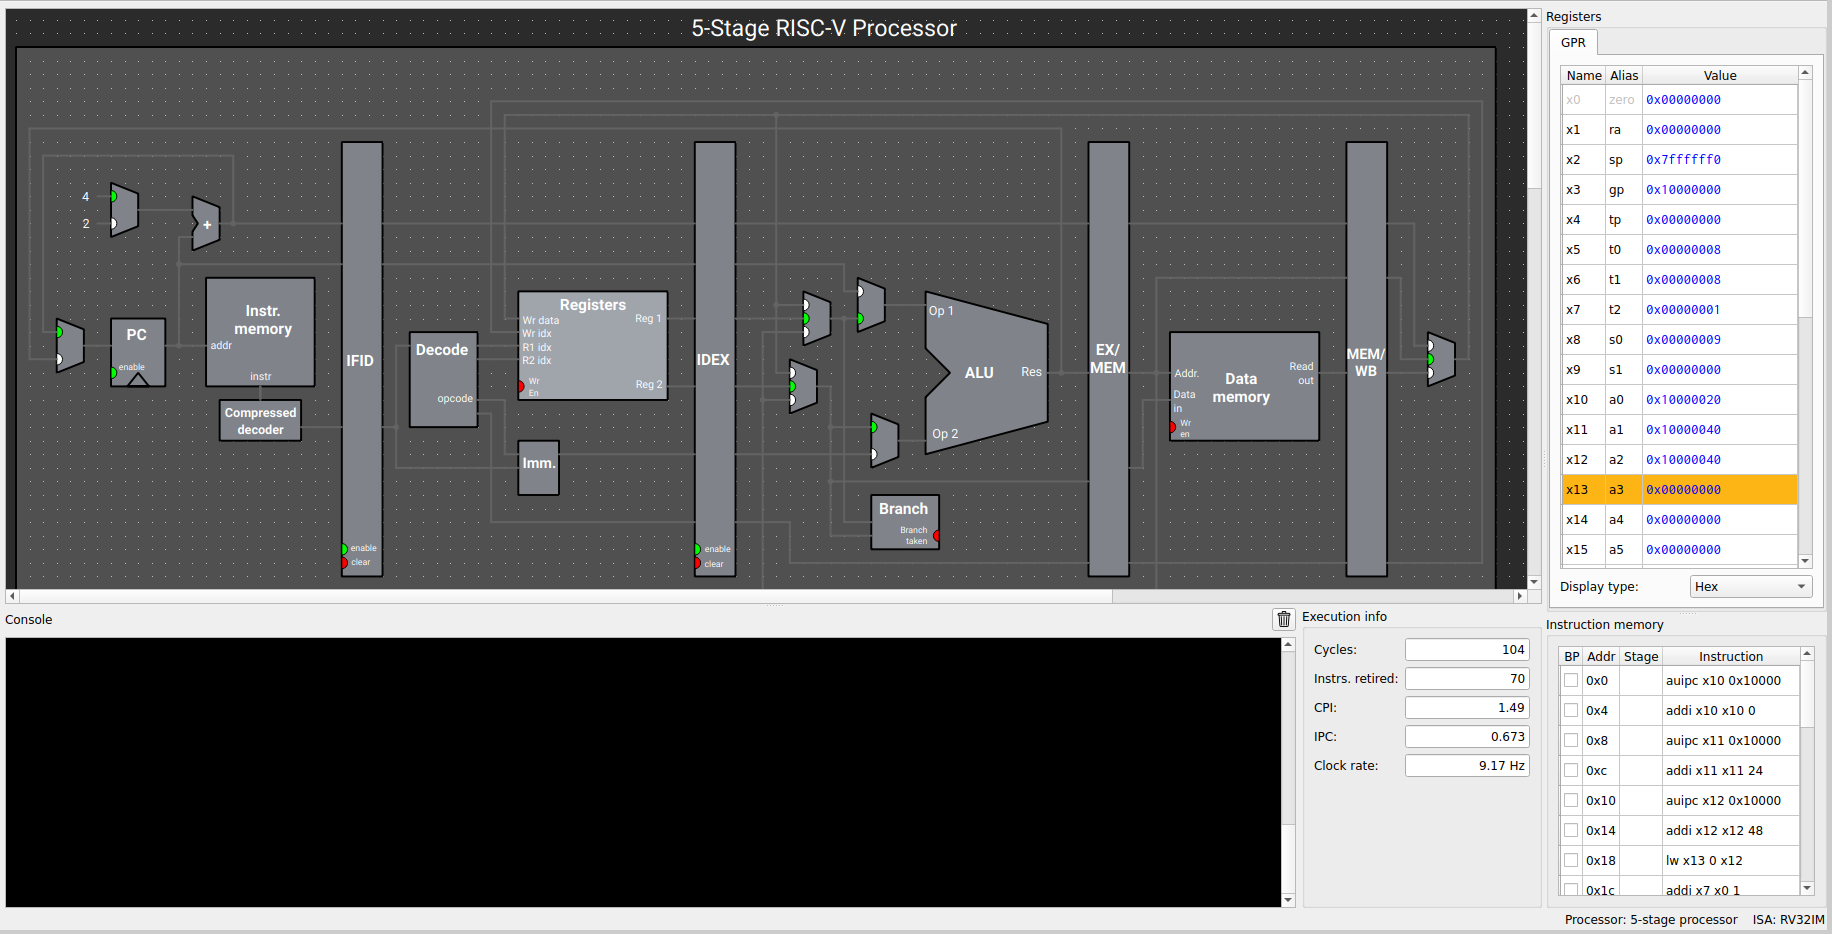 5-Stage RISC-V Processor
4
2
+
PC
enable
Instr.
memory
addr
instr
Compressed
decoder
IFID
enable
clear
Decode
opcode
Registers
Wr data
Wr idx
R1 idx
R2 idx
Wr
En
Reg 1
Reg 2
Imm.
IDEX
enable
clear
Op 1
ALU
Res
Op 2
Branch
Branch
taken
EX/
MEM
Addr.
Data
in
Wr
en
Data
memory
Read
out
MEM/
WB
Registers
GPR
Name Alias Value
x0 zero 0x00000000
x1 ra 0x00000000
x2 sp 0x7ffffff0
x3 gp 0x10000000
x4 tp 0x00000000
x5 t0 0x00000008
x6 t1 0x00000008
x7 t2 0x00000001
x8 s0 0x00000009
x9 s1 0x00000000
x10 a0 0x10000020
x11 a1 0x10000040
x12 a2 0x10000040
x13 a3 0x00000000
x14 a4 0x00000000
x15 a5 0x00000000
Display type: Hex
Console
Execution info
Cycles: 104
Instrs. retired: 70
CPI: 1.49
IPC: 0.673
Clock rate: 9.17 Hz
Instruction memory
BP Addr Stage Instruction
0x0 auipc x10 0x10000
0x4 addi x10 x10 0
0x8 auipc x11 0x10000
0xc addi x11 x11 24
0x10 auipc x12 0x10000
0x14 addi x12 x12 48
0x18 lw x13 0 x12
0x1c addi x7 x0 1
Processor: 5-stage processor ISA: RV32IM